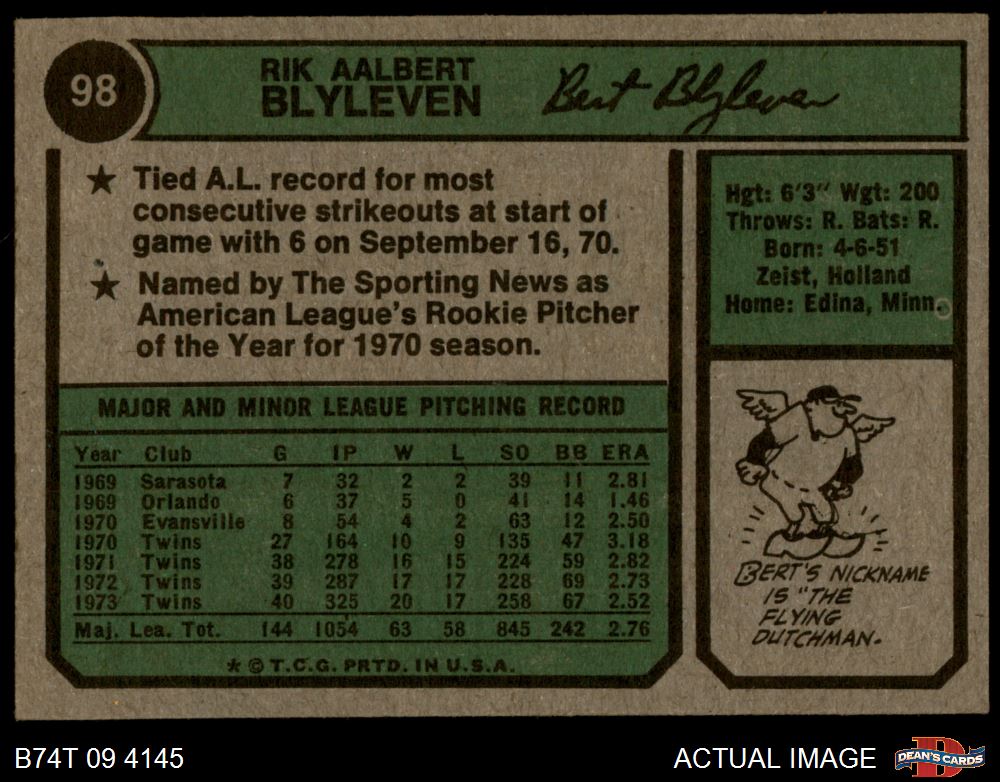 98
RIK AALBERT
BLYLEVEN
Bert Blyleven
★ Tied A.L. record for most
consecutive strikeouts at start of
game with 6 on September 16, 70.
★ Named by The Sporting News as
American League's Rookie Pitcher
of the Year for 1970 season.
Hgt: 6'3" Wgt: 200
Throws: R. Bats: R.
Born: 4-6-51
Zeist, Holland
Home: Edina, Minn.
MAJOR AND MINOR LEAGUE PITCHING RECORD
Year Club G IP W L SO BB ERA
1969 Sarasota 7 32 2 2 39 11 2.81
1969 Orlando 6 37 5 0 41 14 1.46
1970 Evansville 8 54 4 2 63 12 2.50
1970 Twins 27 164 10 9 135 47 3.18
1971 Twins 38 278 16 15 224 59 2.82
1972 Twins 39 287 17 17 228 69 2.73
1973 Twins 40 325 20 17 258 67 2.52
Maj. Lea. Tot. 144 1054 63 58 845 242 2.76
★ © T.C.G. PRTD. IN U.S.A.
BERT'S NICKNAME
IS "THE
FLYING
DUTCHMAN.
B74T 09 4145
ACTUAL IMAGE
D
DEAN'S CARDS